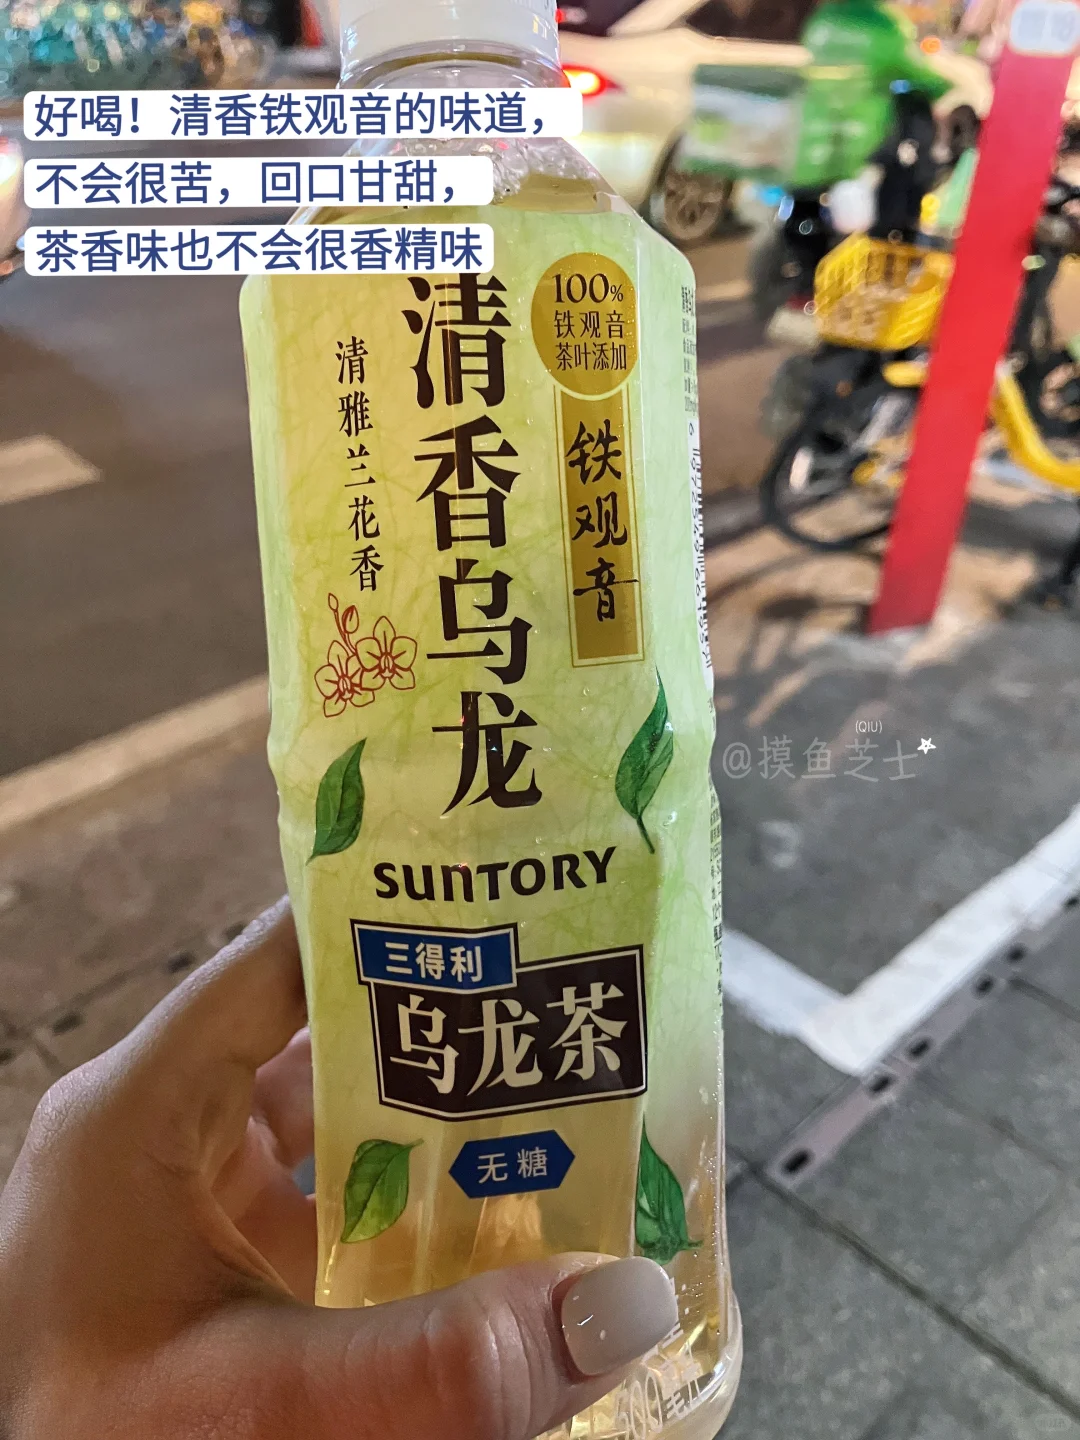 好喝！清香铁观音的味道，
不会很苦，回口甘甜，
茶香味也不会很香精味
清香乌龙
清雅兰花香
100%
铁观音
茶叶添加
铁观音
(QIU)
@摸鱼芝士
SUNTORY
三得利
乌龙茶
无糖